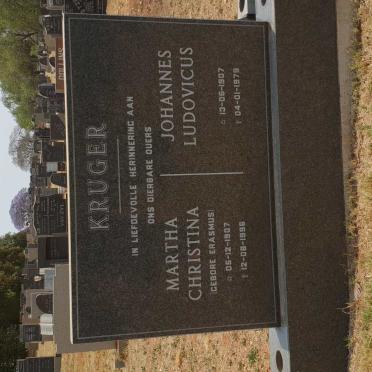 KRUGER
IN LIEFDEVOLLE HERINNERING AAN
ONS DIERBARE OUERS
MARTHA
CHRISTINA
(GEBORE ERASMUS)
☆ 05-12-1907
† 12-08-1996
JOHANNES
LUDOVICUS
☆ 13-06-1907
† 04-01-1979